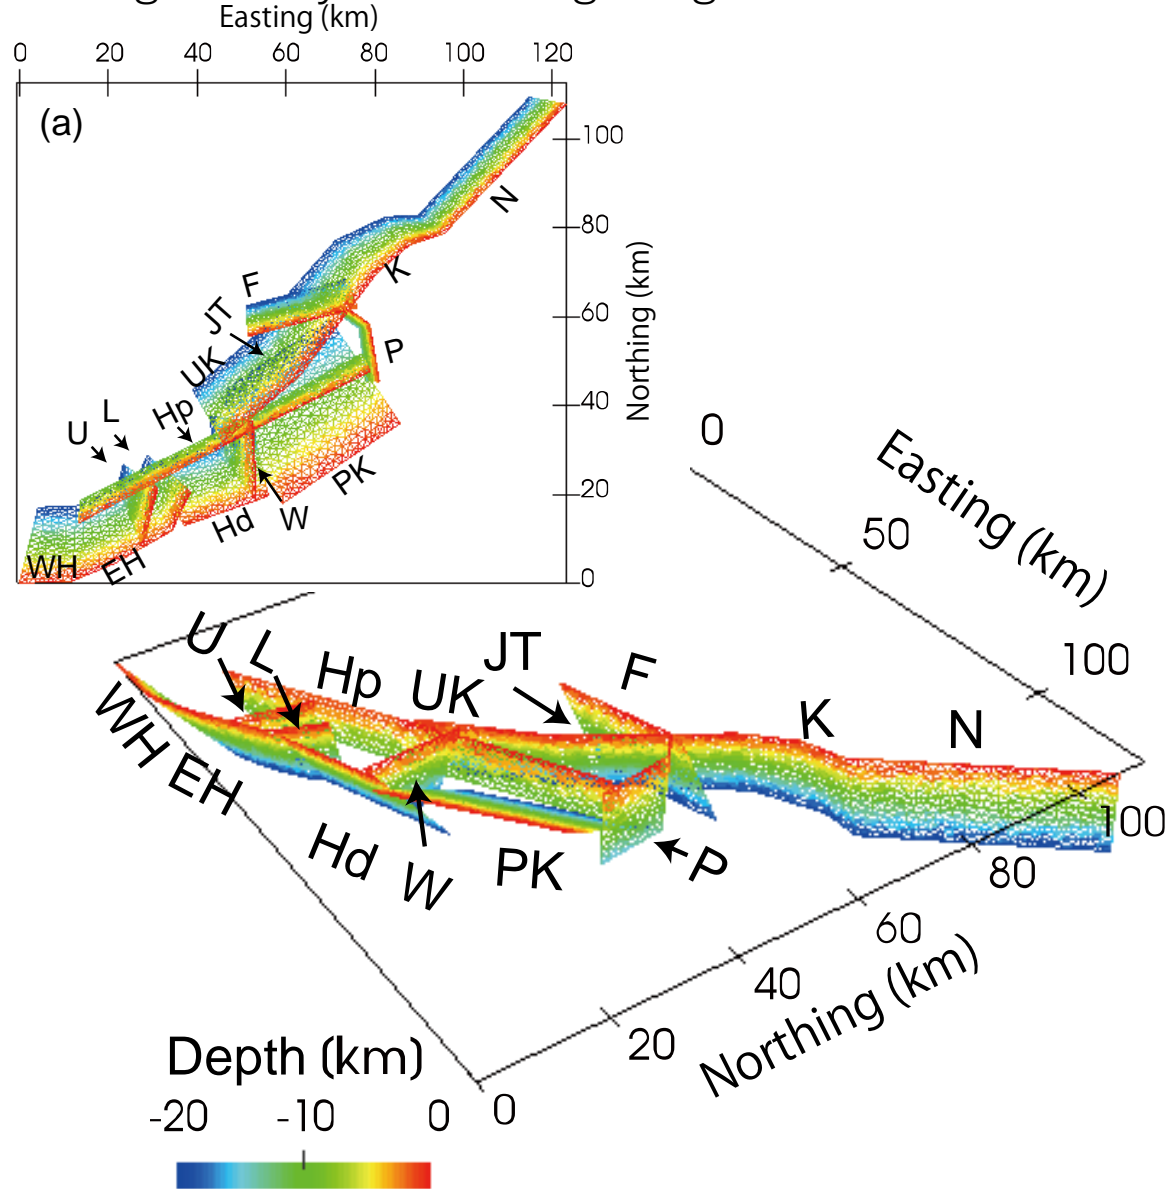 Easting (km)
0 20 40 60 80 100 120
(a)
100
N
80
K
F
Northing (km)
JT
60
P
UK
40
Hp
L
U
PK
20
W
Hd
EH
WH
0
0
Easting (km)
50
100
U
L
Hp
UK
JT
F
K
N
WH
EH
Hd
W
PK
P
100
80
60
40
20
0
Northing (km)
Depth (km)
-20 -10 0